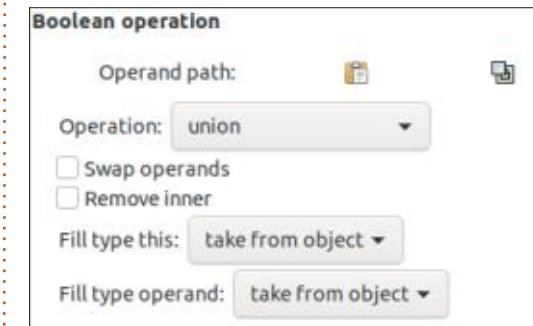 Boolean operation
Operand path:
Operation: union
Swap operands
Remove inner
Fill type this: take from object
Fill type operand: take from object